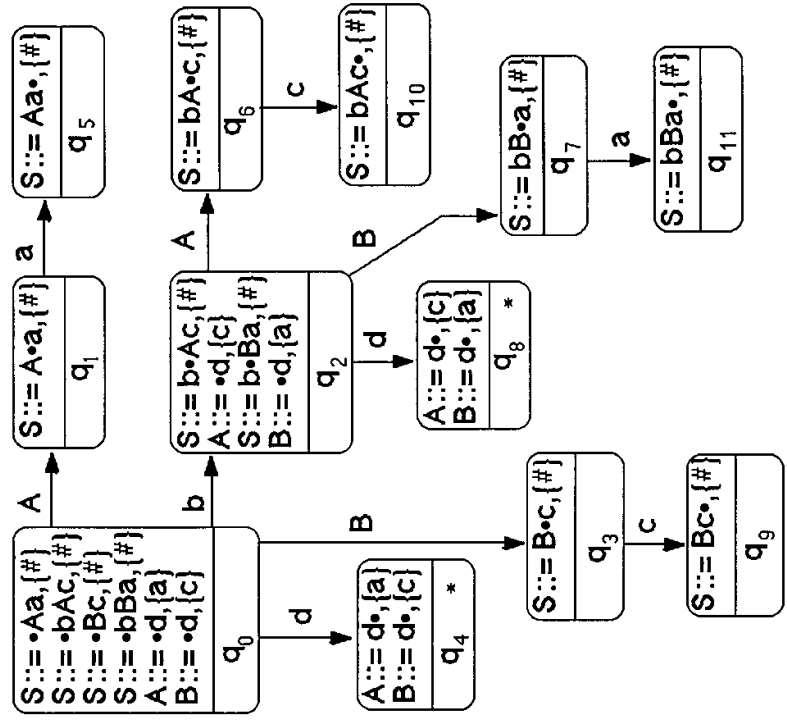 S::= •Aa,{#}
S::= •bAc,{#}
S::= •Bc,{#}
S::= •bBa,{#}
A::= •d,{a}
B::= •d,{c}
q0
A
S::= A•a,{#}
q1
a
S::= Aa•,{#}
q5
b
S::= b•Ac,{#}
A::= •d,{c}
S::= b•Ba,{#}
B::= •d,{a}
q2
A
S::= bA•c,{#}
q6
c
S::= bAc•,{#}
q10
B
S::= bB•a,{#}
q7
a
S::= bBa•,{#}
q11
d
A::= d•,{c}
B::= d•,{a}
q8 *
d
A::= d•,{a}
B::= d•,{c}
q4 *
B
S::= B•c,{#}
q3
c
S::= Bc•,{#}
q9